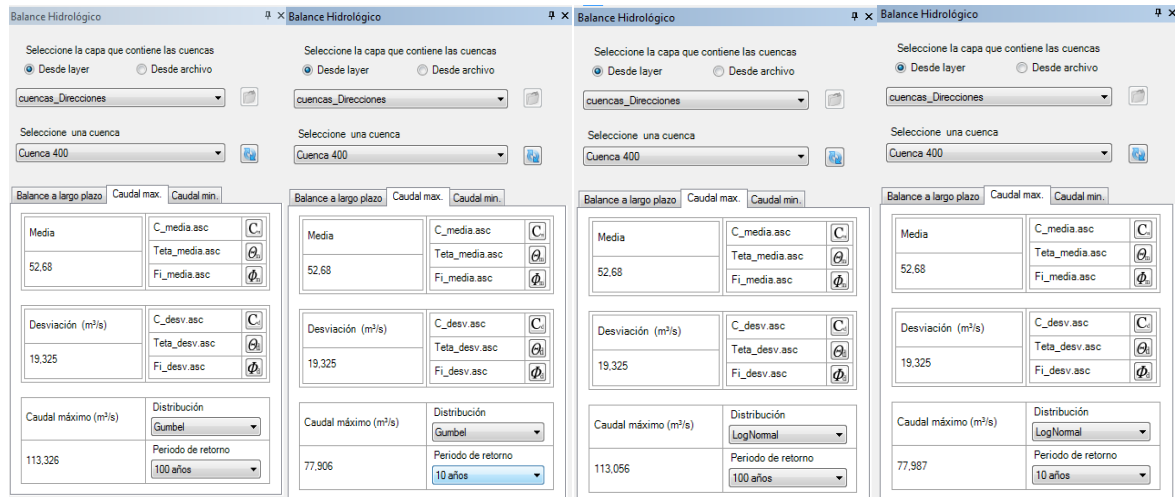 Balance Hidrológico
Seleccione la capa que contiene las cuencas
Desde layer Desde archivo
cuencas_Direcciones
Seleccione una cuenca
Cuenca 400
Balance a largo plazo Caudal max. Caudal min.
Media
52,68
C_media.asc
Teta_media.asc
Fi_media.asc
Desviación (m³/s)
19,325
C_desv.asc
Teta_desv.asc
Fi_desv.asc
Caudal máximo (m³/s)
113,326
Distribución
Gumbel
Periodo de retorno
100 años
Balance Hidrológico
Seleccione la capa que contiene las cuencas
Desde layer Desde archivo
cuencas_Direcciones
Seleccione una cuenca
Cuenca 400
Balance a largo plazo Caudal max. Caudal min.
Media
52,68
C_media.asc
Teta_media.asc
Fi_media.asc
Desviación (m³/s)
19,325
C_desv.asc
Teta_desv.asc
Fi_desv.asc
Caudal máximo (m³/s)
77,906
Distribución
Gumbel
Periodo de retorno
10 años
Balance Hidrológico
Seleccione la capa que contiene las cuencas
Desde layer Desde archivo
cuencas_Direcciones
Seleccione una cuenca
Cuenca 400
Balance a largo plazo Caudal max. Caudal min.
Media
52,68
C_media.asc
Teta_media.asc
Fi_media.asc
Desviación (m³/s)
19,325
C_desv.asc
Teta_desv.asc
Fi_desv.asc
Caudal máximo (m³/s)
113,056
Distribución
LogNormal
Periodo de retorno
100 años
Balance Hidrológico
Seleccione la capa que contiene las cuencas
Desde layer Desde archivo
cuencas_Direcciones
Seleccione una cuenca
Cuenca 400
Balance a largo plazo Caudal max. Caudal min.
Media
52,68
C_media.asc
Teta_media.asc
Fi_media.asc
Desviación (m³/s)
19,325
C_desv.asc
Teta_desv.asc
Fi_desv.asc
Caudal máximo (m³/s)
77,987
Distribución
LogNormal
Periodo de retorno
10 años